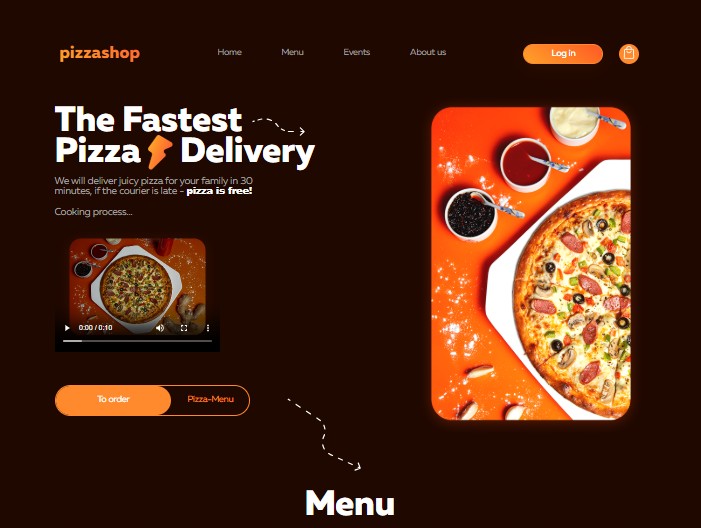 pizzashop
Home
Menu
Events
About us
Log in
The Fastest
Pizza Delivery
We will deliver juicy pizza for your family in 30
minutes, if the courier is late - pizza is free!
Cooking process...
0:00 / 0:10
To order
Pizza-Menu
Menu